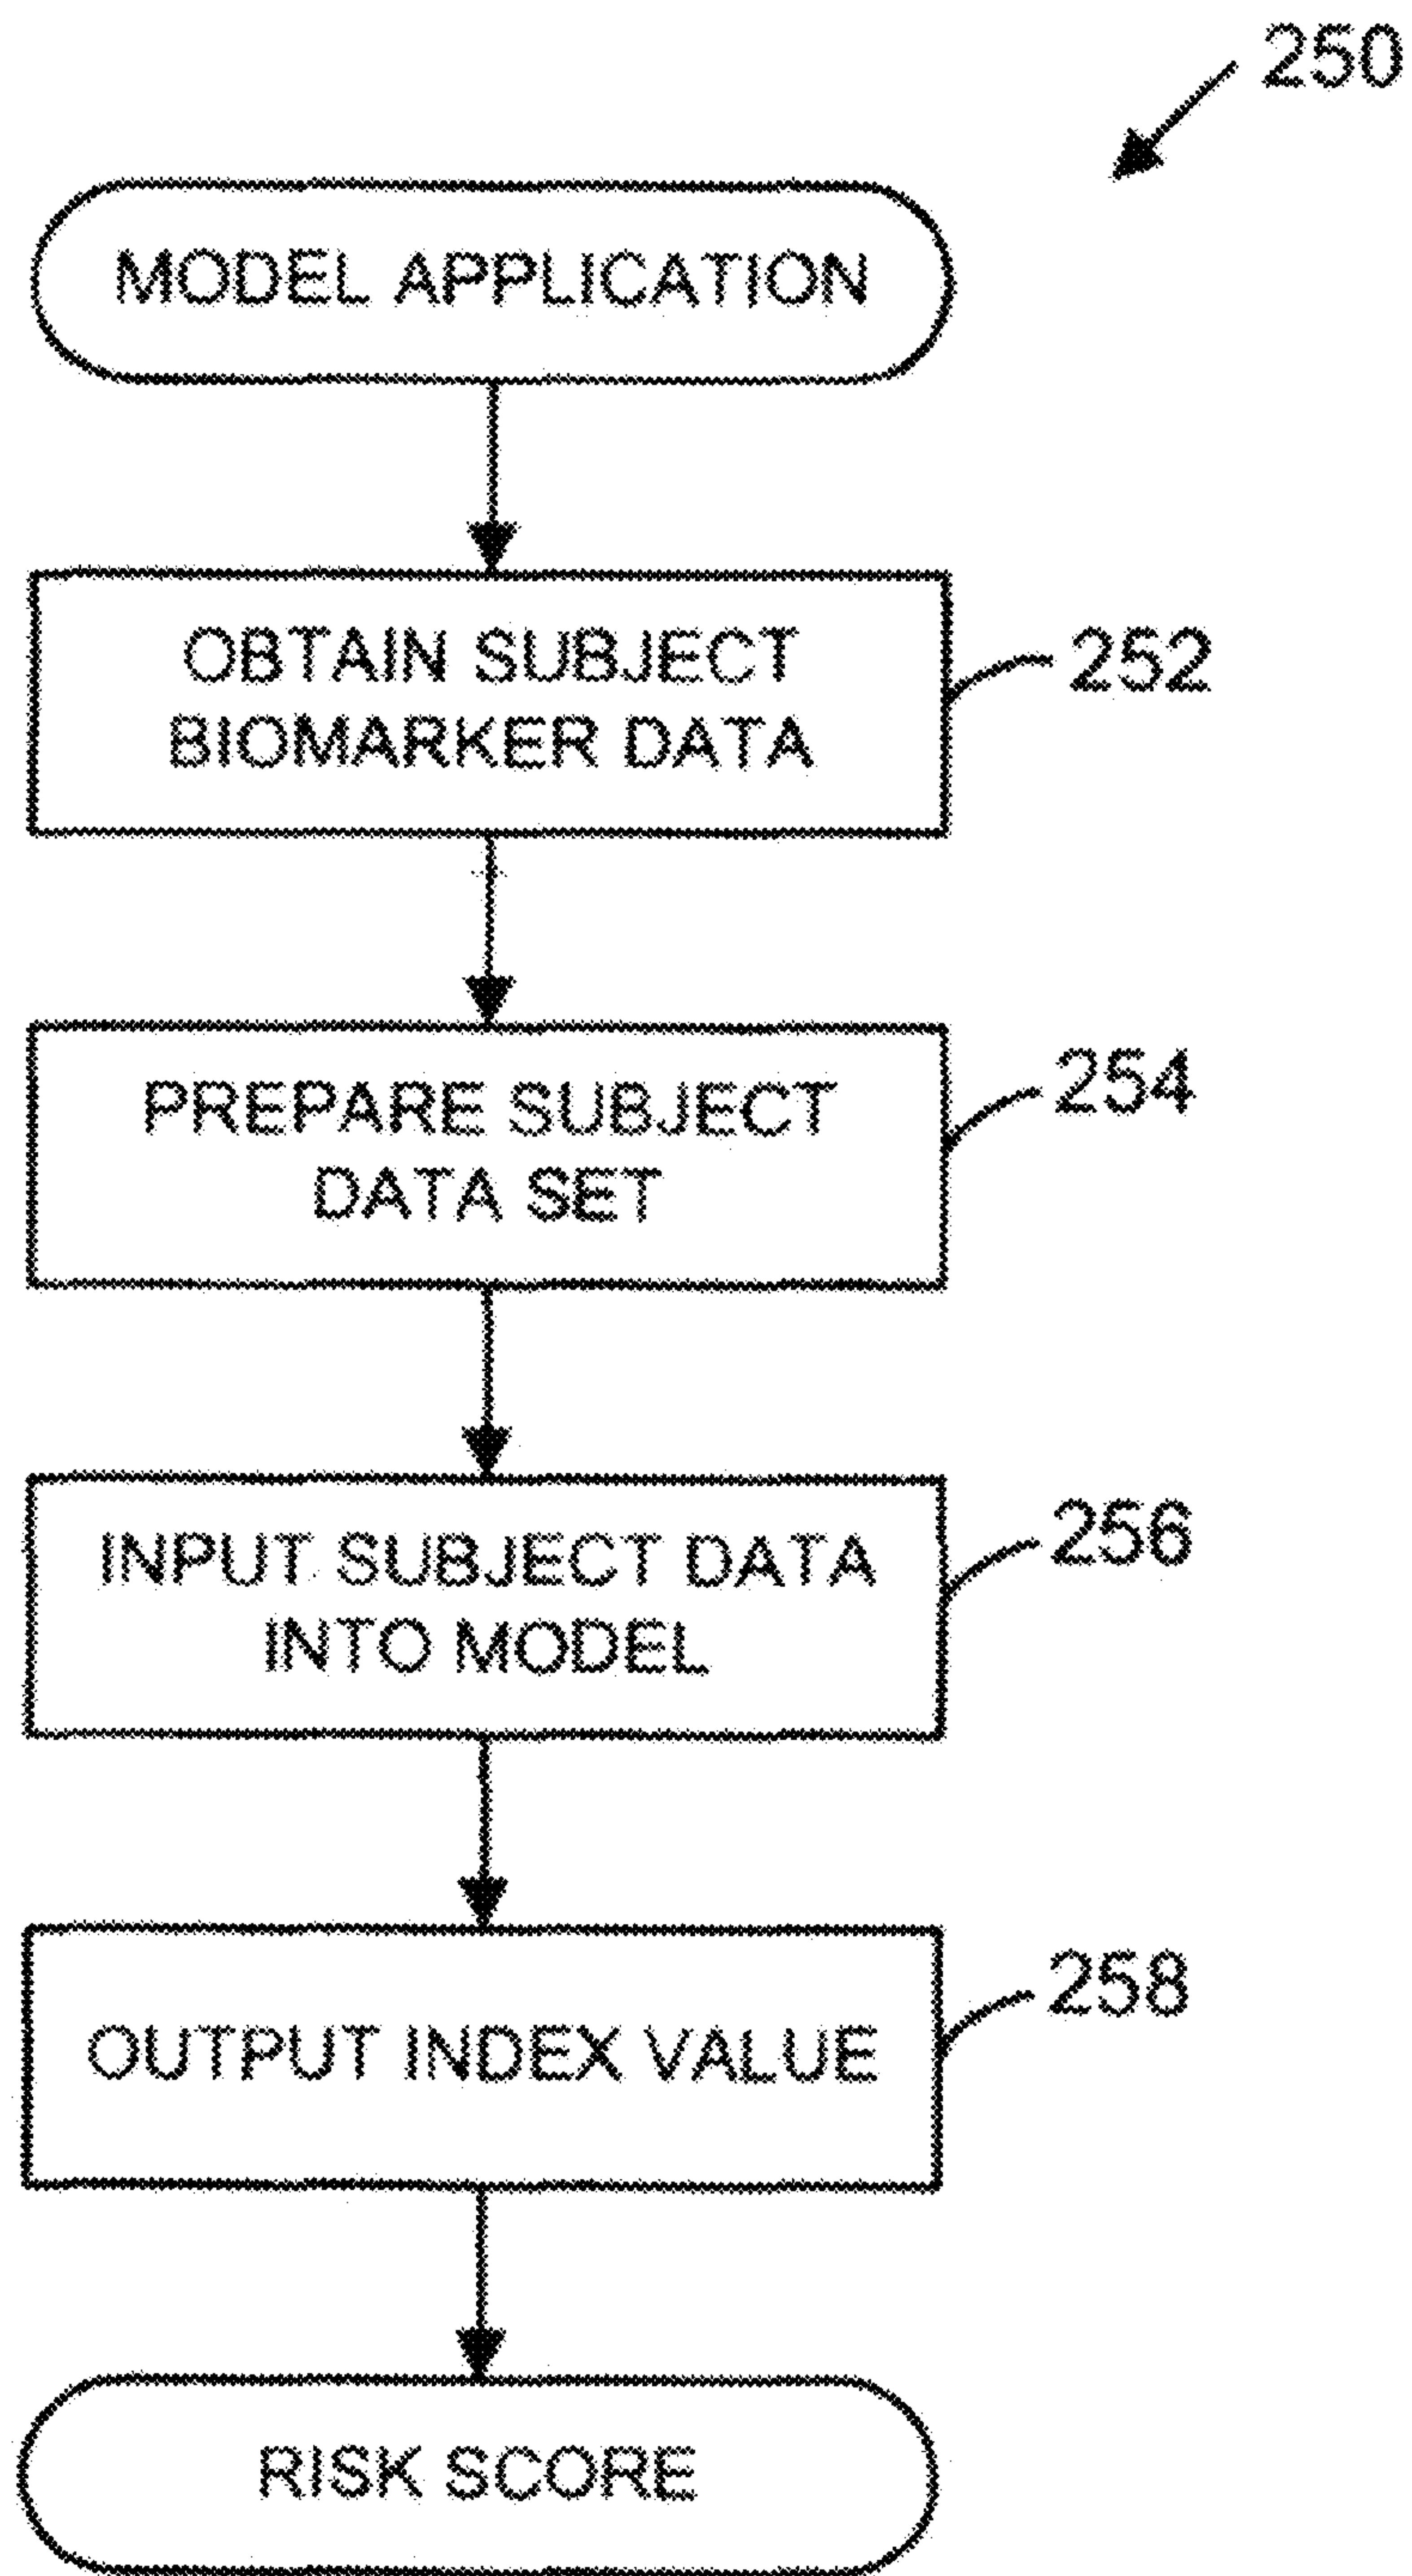 250
MODEL APPLICATION
OBTAIN SUBJECT
BIOMARKER DATA
252
PREPARE SUBJECT
DATA SET
254
INPUT SUBJECT DATA
INTO MODEL
256
OUTPUT INDEX VALUE
258
RISK SCORE